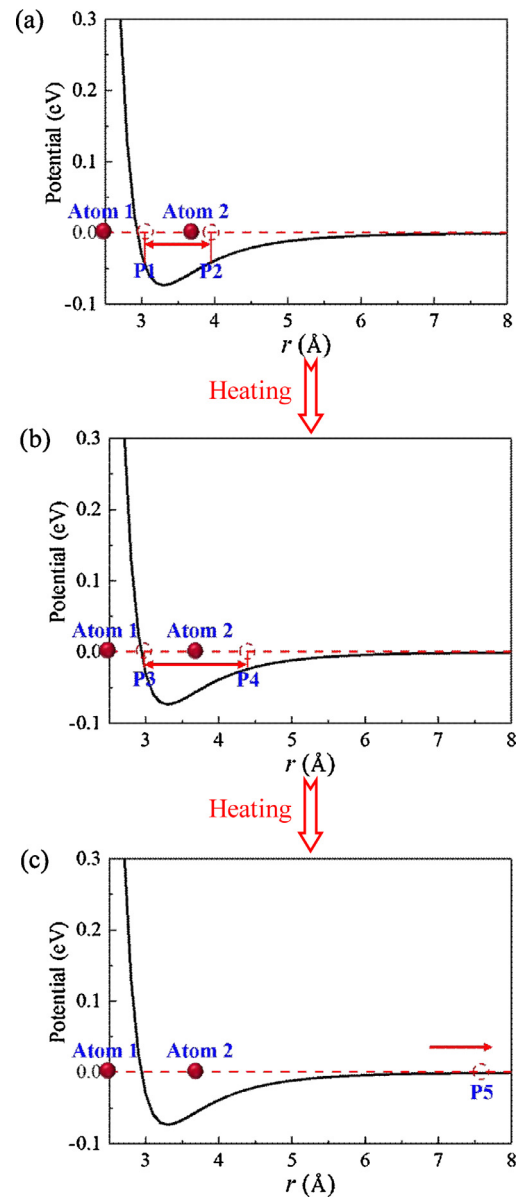 (a)
0.3
0.2
0.1
0.0
-0.1
Potential (eV)
Atom 1
Atom 2
P1
P2
3
4
5
6
7
8
r (Å)
Heating
(b)
0.3
0.2
0.1
0.0
-0.1
Potential (eV)
Atom 1
Atom 2
P3
P4
3
4
5
6
7
8
r (Å)
Heating
(c)
0.3
0.2
0.1
0.0
-0.1
Potential (eV)
Atom 1
Atom 2
P5
3
4
5
6
7
8
r (Å)